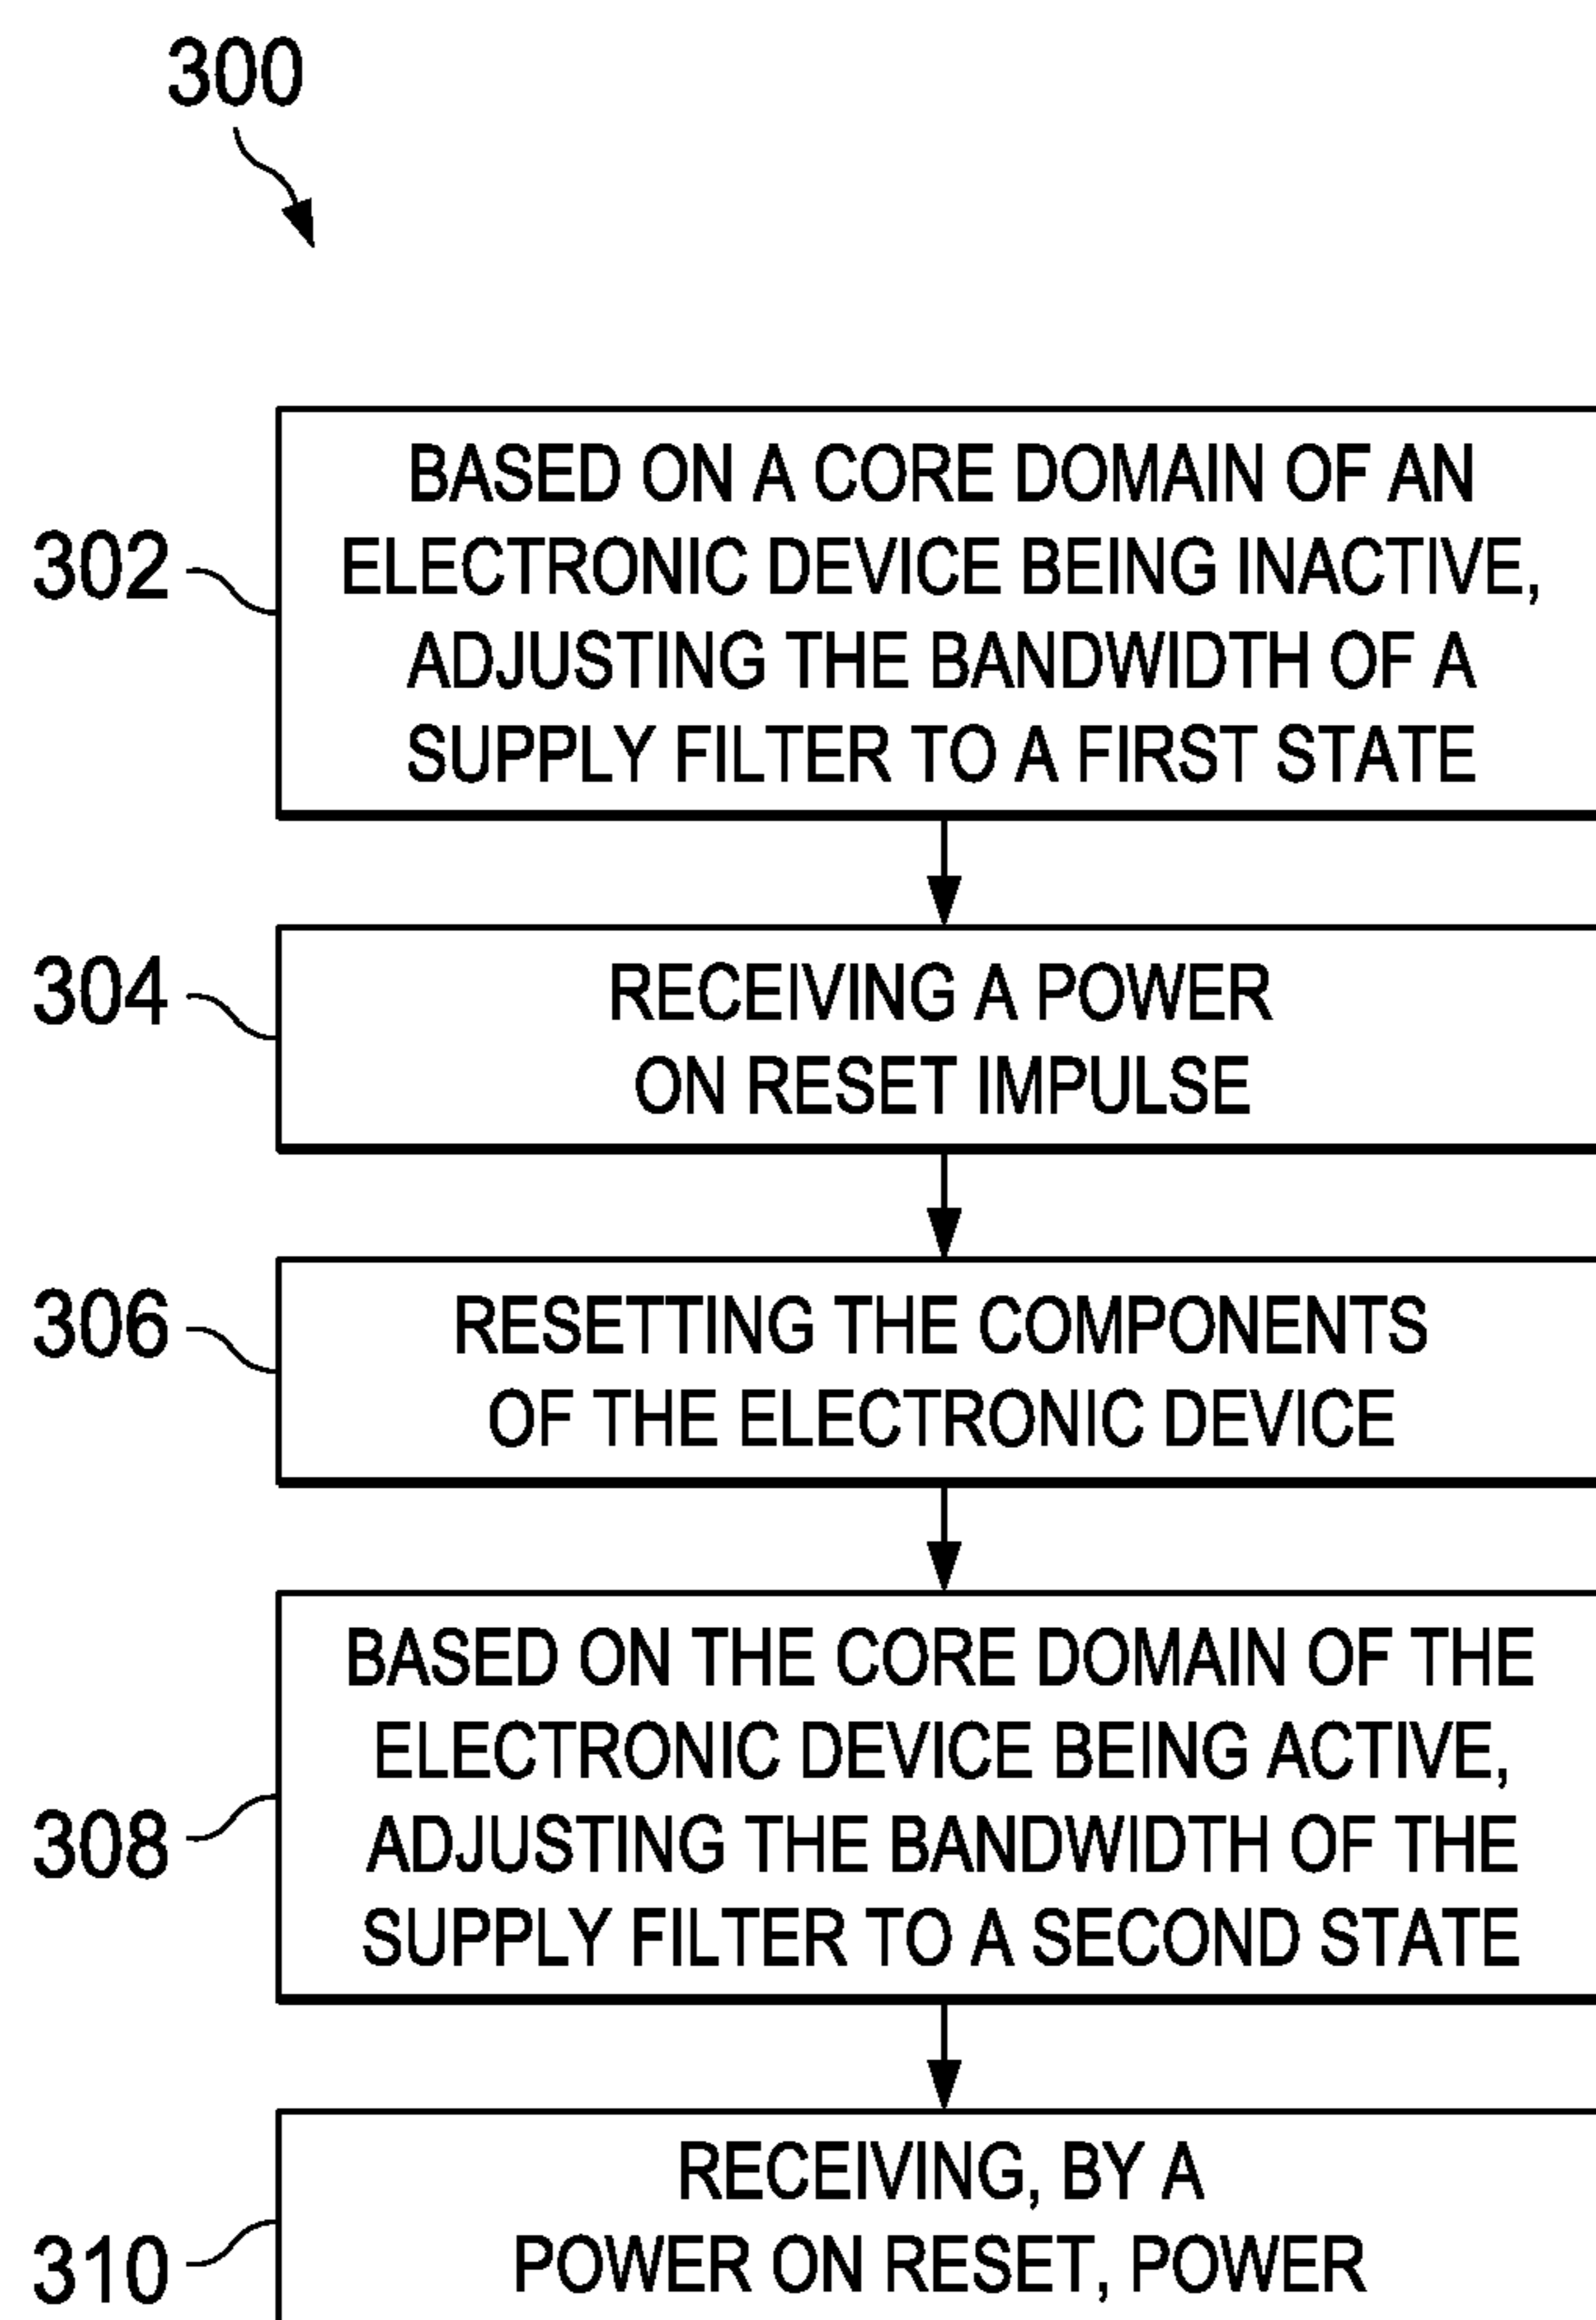 300
302
BASED ON A CORE DOMAIN OF AN
ELECTRONIC DEVICE BEING INACTIVE,
ADJUSTING THE BANDWIDTH OF A
SUPPLY FILTER TO A FIRST STATE
304
RECEIVING A POWER
ON RESET IMPULSE
306
RESETTING THE COMPONENTS
OF THE ELECTRONIC DEVICE
308
BASED ON THE CORE DOMAIN OF THE
ELECTRONIC DEVICE BEING ACTIVE,
ADJUSTING THE BANDWIDTH OF THE
SUPPLY FILTER TO A SECOND STATE
310
RECEIVING, BY A
POWER ON RESET, POWER